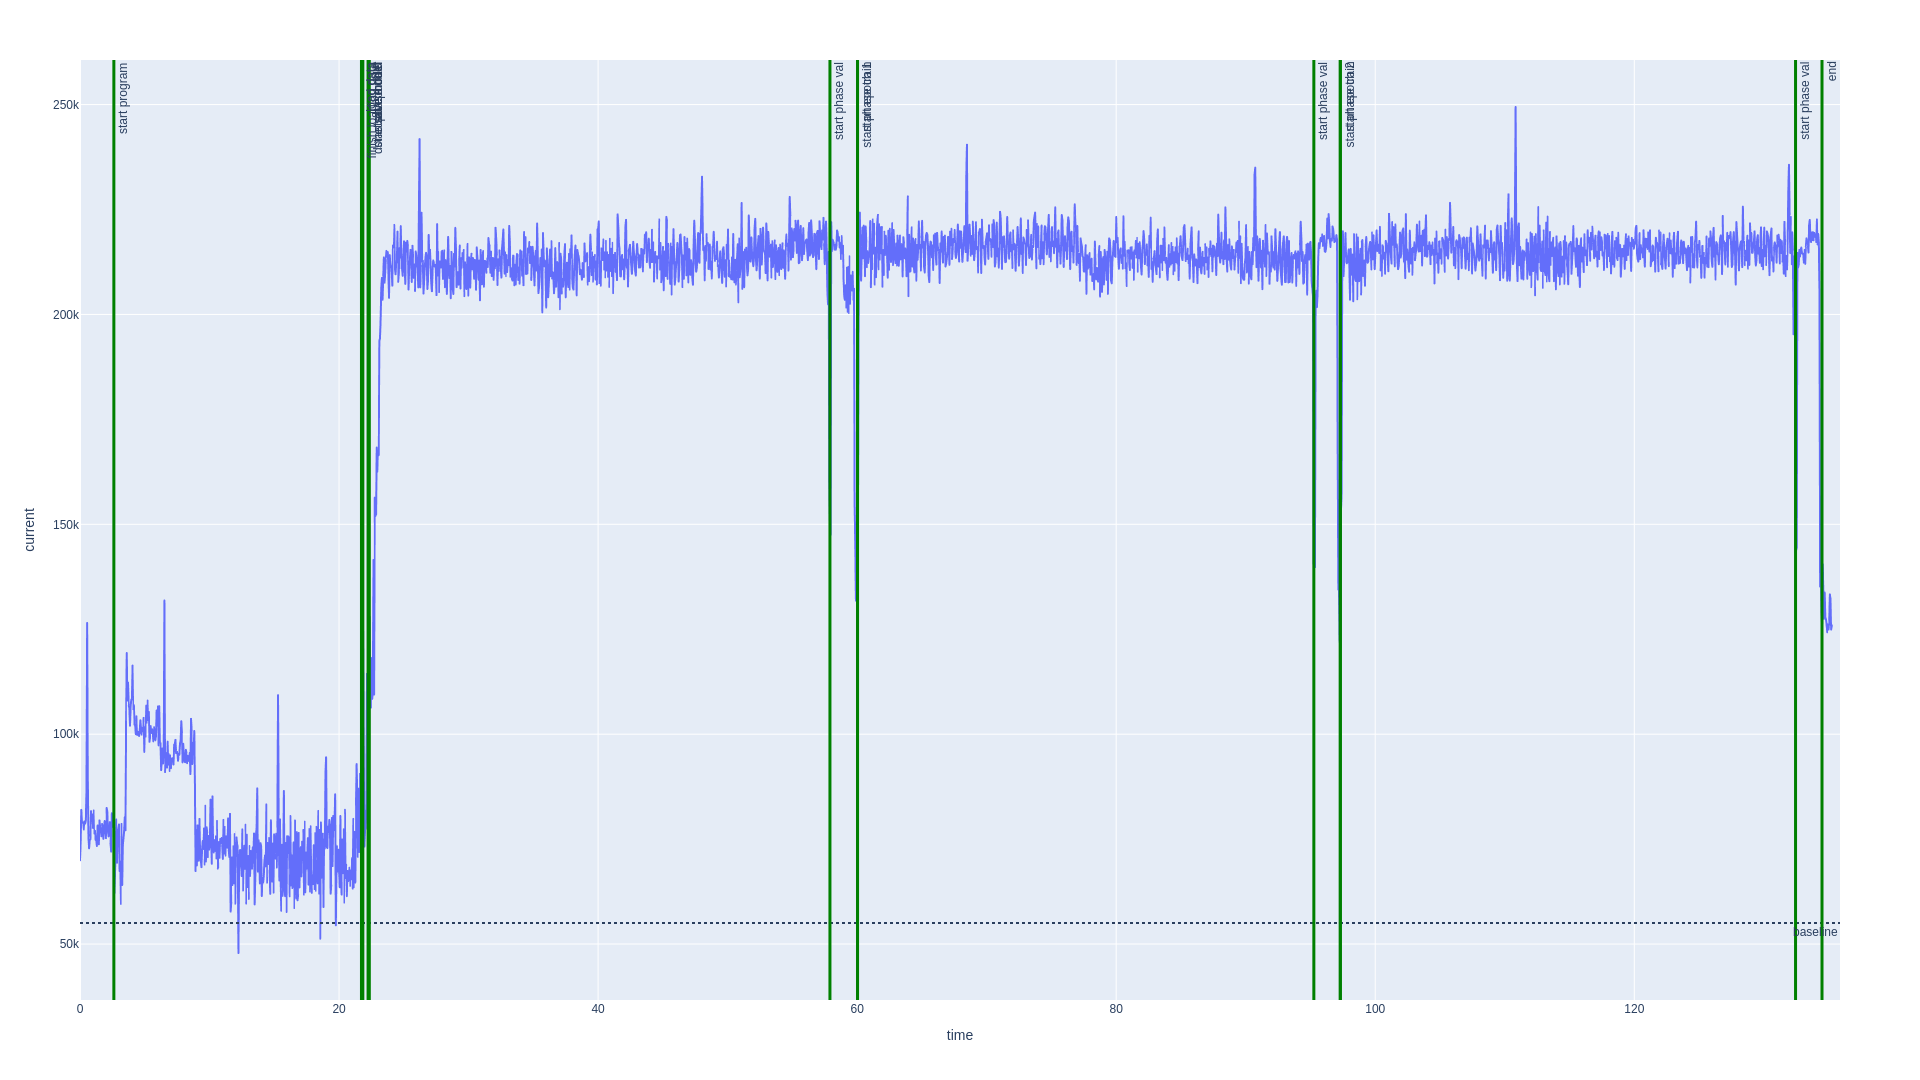 start program
start phase val
start phase val
start phase val
end
250k
200k
150k
100k
50k
current
baseline
0
20
40
60
80
100
120
time